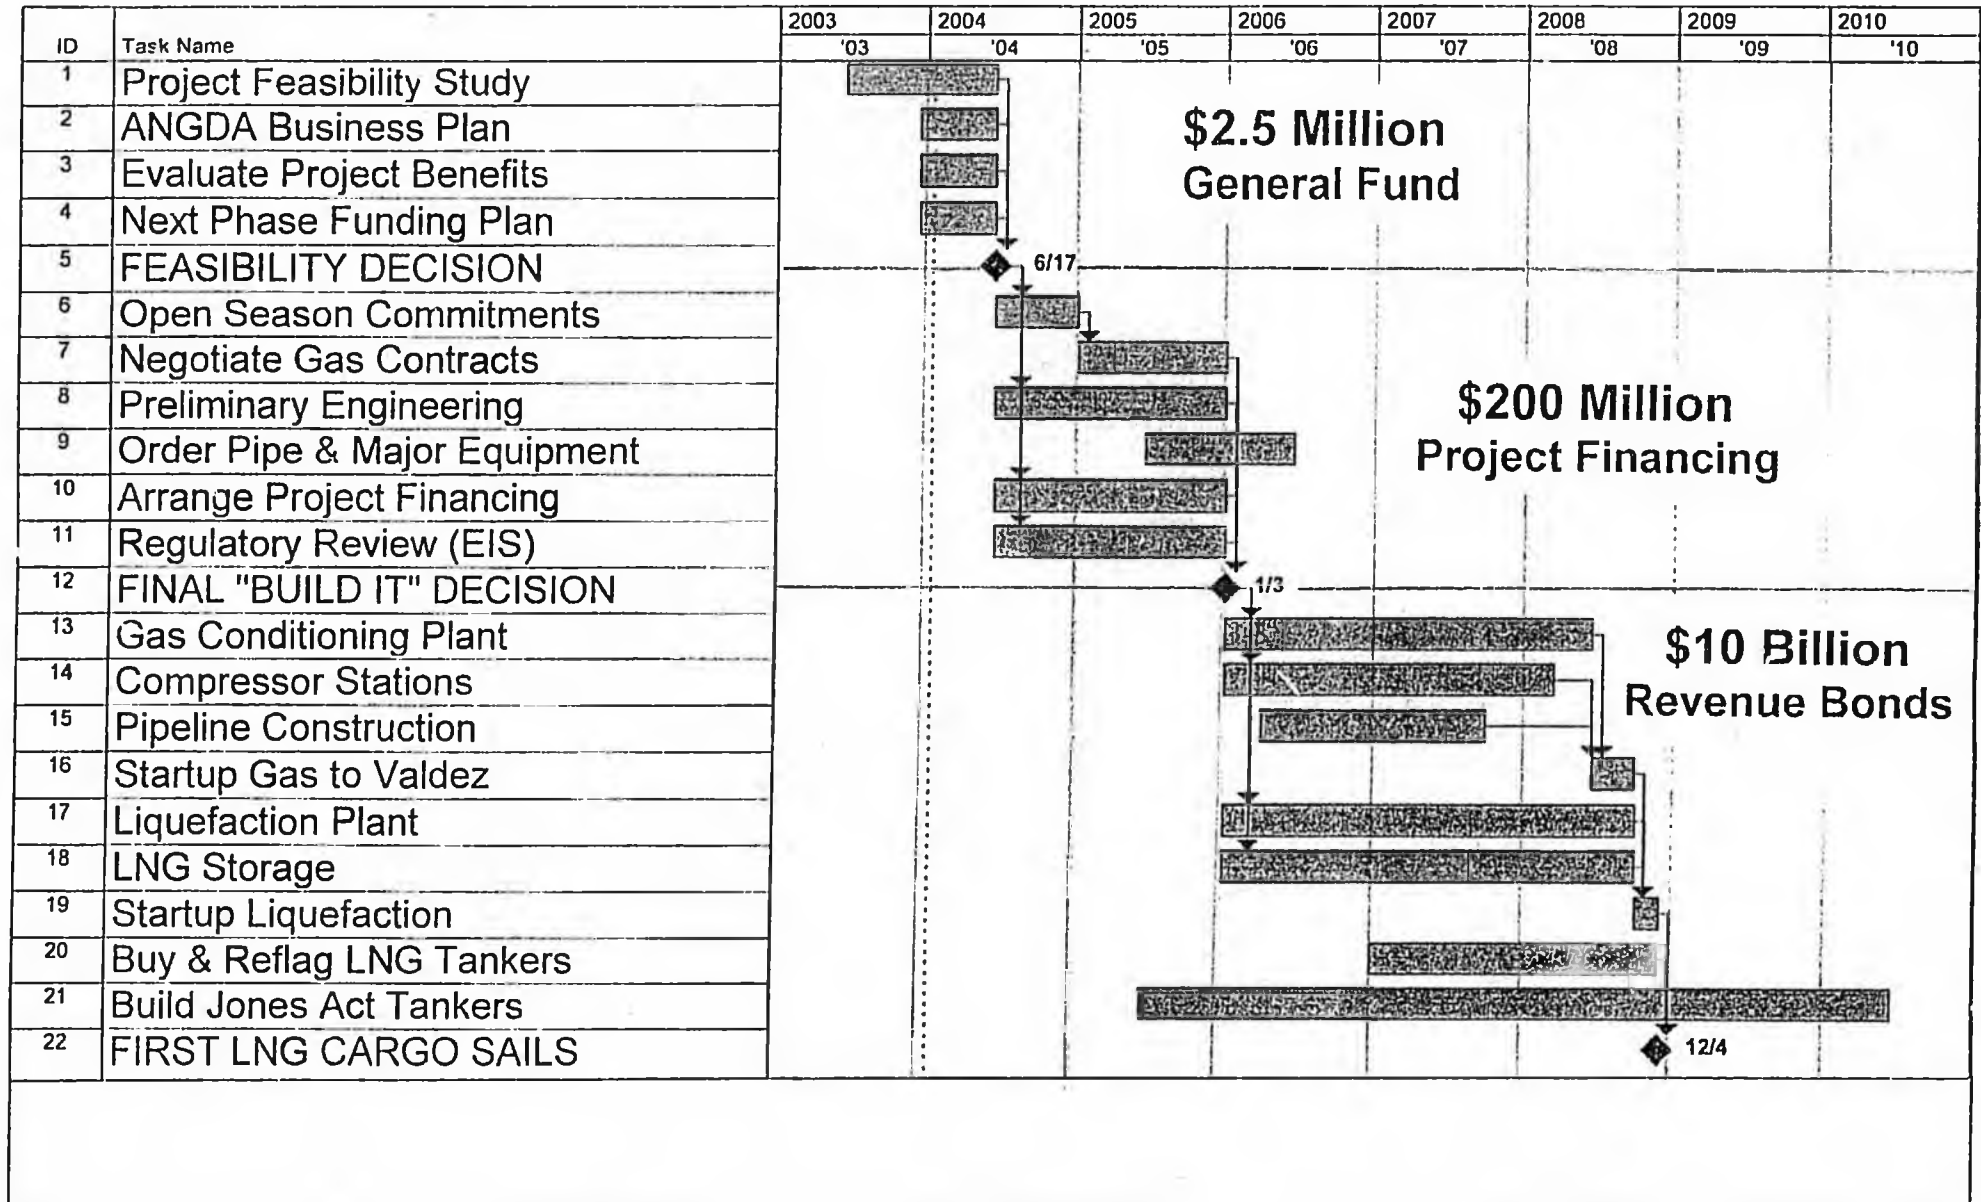 2003 2004 2005 2006 2007 2008 2009 2010
ID Task Name '03 '04 '05 '06 '07 '08 '09 '10
1 Project Feasibility Study
2 ANGDA Business Plan
3 Evaluate Project Benefits
4 Next Phase Funding Plan
$2.5 Million
General Fund
5 FEASIBILITY DECISION 6/17
6 Open Season Commitments
7 Negotiate Gas Contracts
8 Preliminary Engineering
9 Order Pipe & Major Equipment
10 Arrange Project Financing
11 Regulatory Review (EIS)
$200 Million
Project Financing
12 FINAL "BUILD IT" DECISION 1/3
13 Gas Conditioning Plant
14 Compressor Stations
15 Pipeline Construction
$10 Billion
Revenue Bonds
16 Startup Gas to Valdez
17 Liquefaction Plant
18 LNG Storage
19 Startup Liquefaction
20 Buy & Reflag LNG Tankers
21 Build Jones Act Tankers
22 FIRST LNG CARGO SAILS 12/4